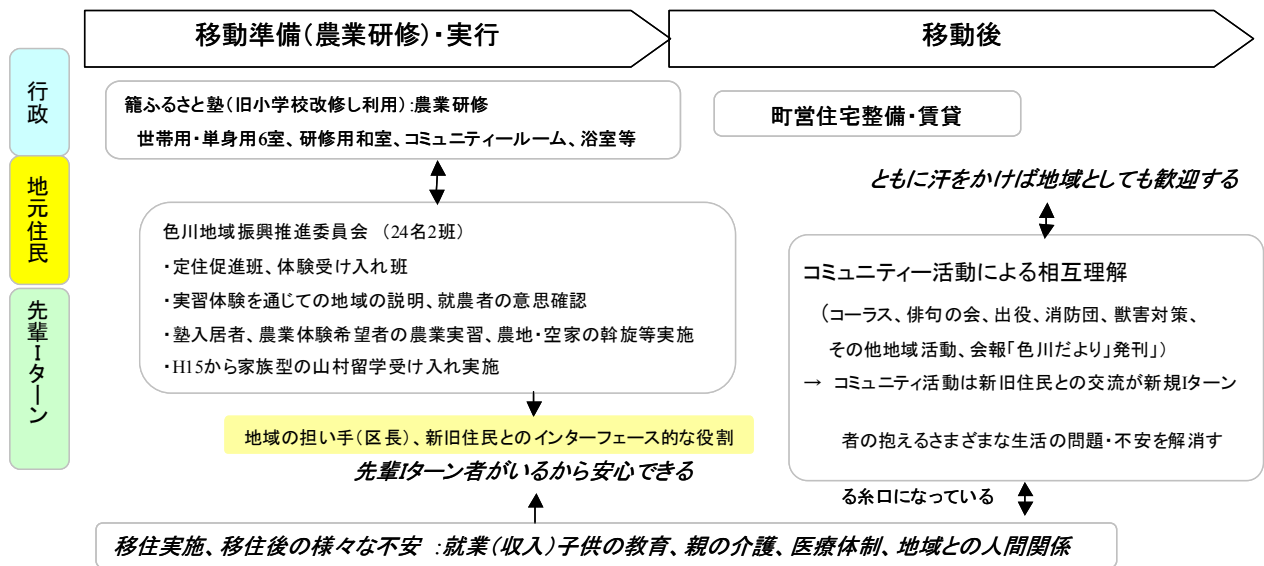 移動準備(農業研修)・実行
移動後
行政
地元住民
先輩Iターン
籠ふるさと塾(旧小学校改修し利用):農業研修
世帯用・単身用6室、研修用和室、コミュニティールーム、浴室等
町営住宅整備・賃貸
ともに汗をかけば地域としても歓迎する
色川地域振興推進委員会 (24名2班)
・定住促進班、体験受け入れ班
・実習体験を通じての地域の説明、就農者の意思確認
・塾入居者、農業体験希望者の農業実習、農地・空家の斡旋等実施
・H15から家族型の山村留学受け入れ実施
コミュニティー活動による相互理解
(コーラス、俳句の会、出役、消防団、獣害対策、
その他地域活動、会報「色川だより」発刊」)
→ コミュニティ活動は新旧住民との交流が新規Iターン
者の抱えるさまざまな生活の問題・不安を解消す
る糸口になっている
地域の担い手(区長)、新旧住民とのインターフェース的な役割
先輩Iターン者がいるから安心できる
移住実施、移住後の様々な不安 :就業(収入)子供の教育、親の介護、医療体制、地域との人間関係